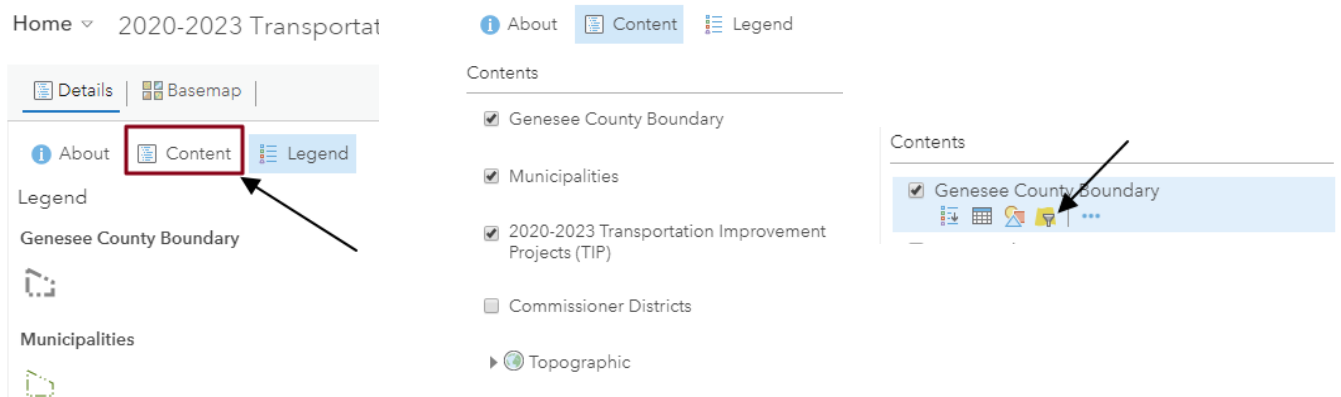 Home
2020-2023 Transportat
Details
Basemap
About
Content
Legend
Legend
Genesee County Boundary
Municipalities
About
Content
Legend
Contents
Genesee County Boundary
Municipalities
2020-2023 Transportation Improvement
Projects (TIP)
Commissioner Districts
Topographic
Contents
Genesee County Boundary